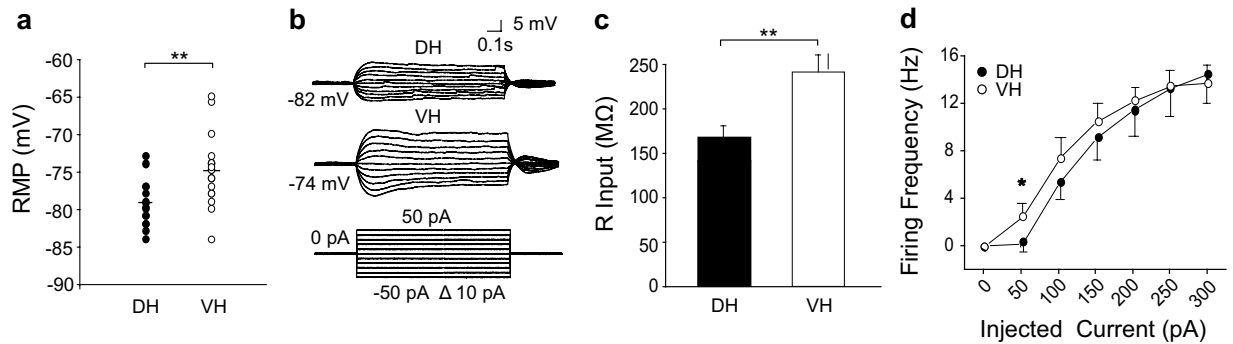 a
**
-60
-65
-70
-75
-80
-85
-90
RMP (mV)
DH VH
b
5 mV
0.1s
DH
-82 mV
VH
-74 mV
50 pA
0 pA
-50 pA Δ 10 pA
c
**
250
200
150
100
50
0
R Input (MΩ)
DH VH
d
16
12
8
4
0
Firing Frequency (Hz)
DH
VH
*
0 50 100 150 200 250 300
Injected Current (pA)